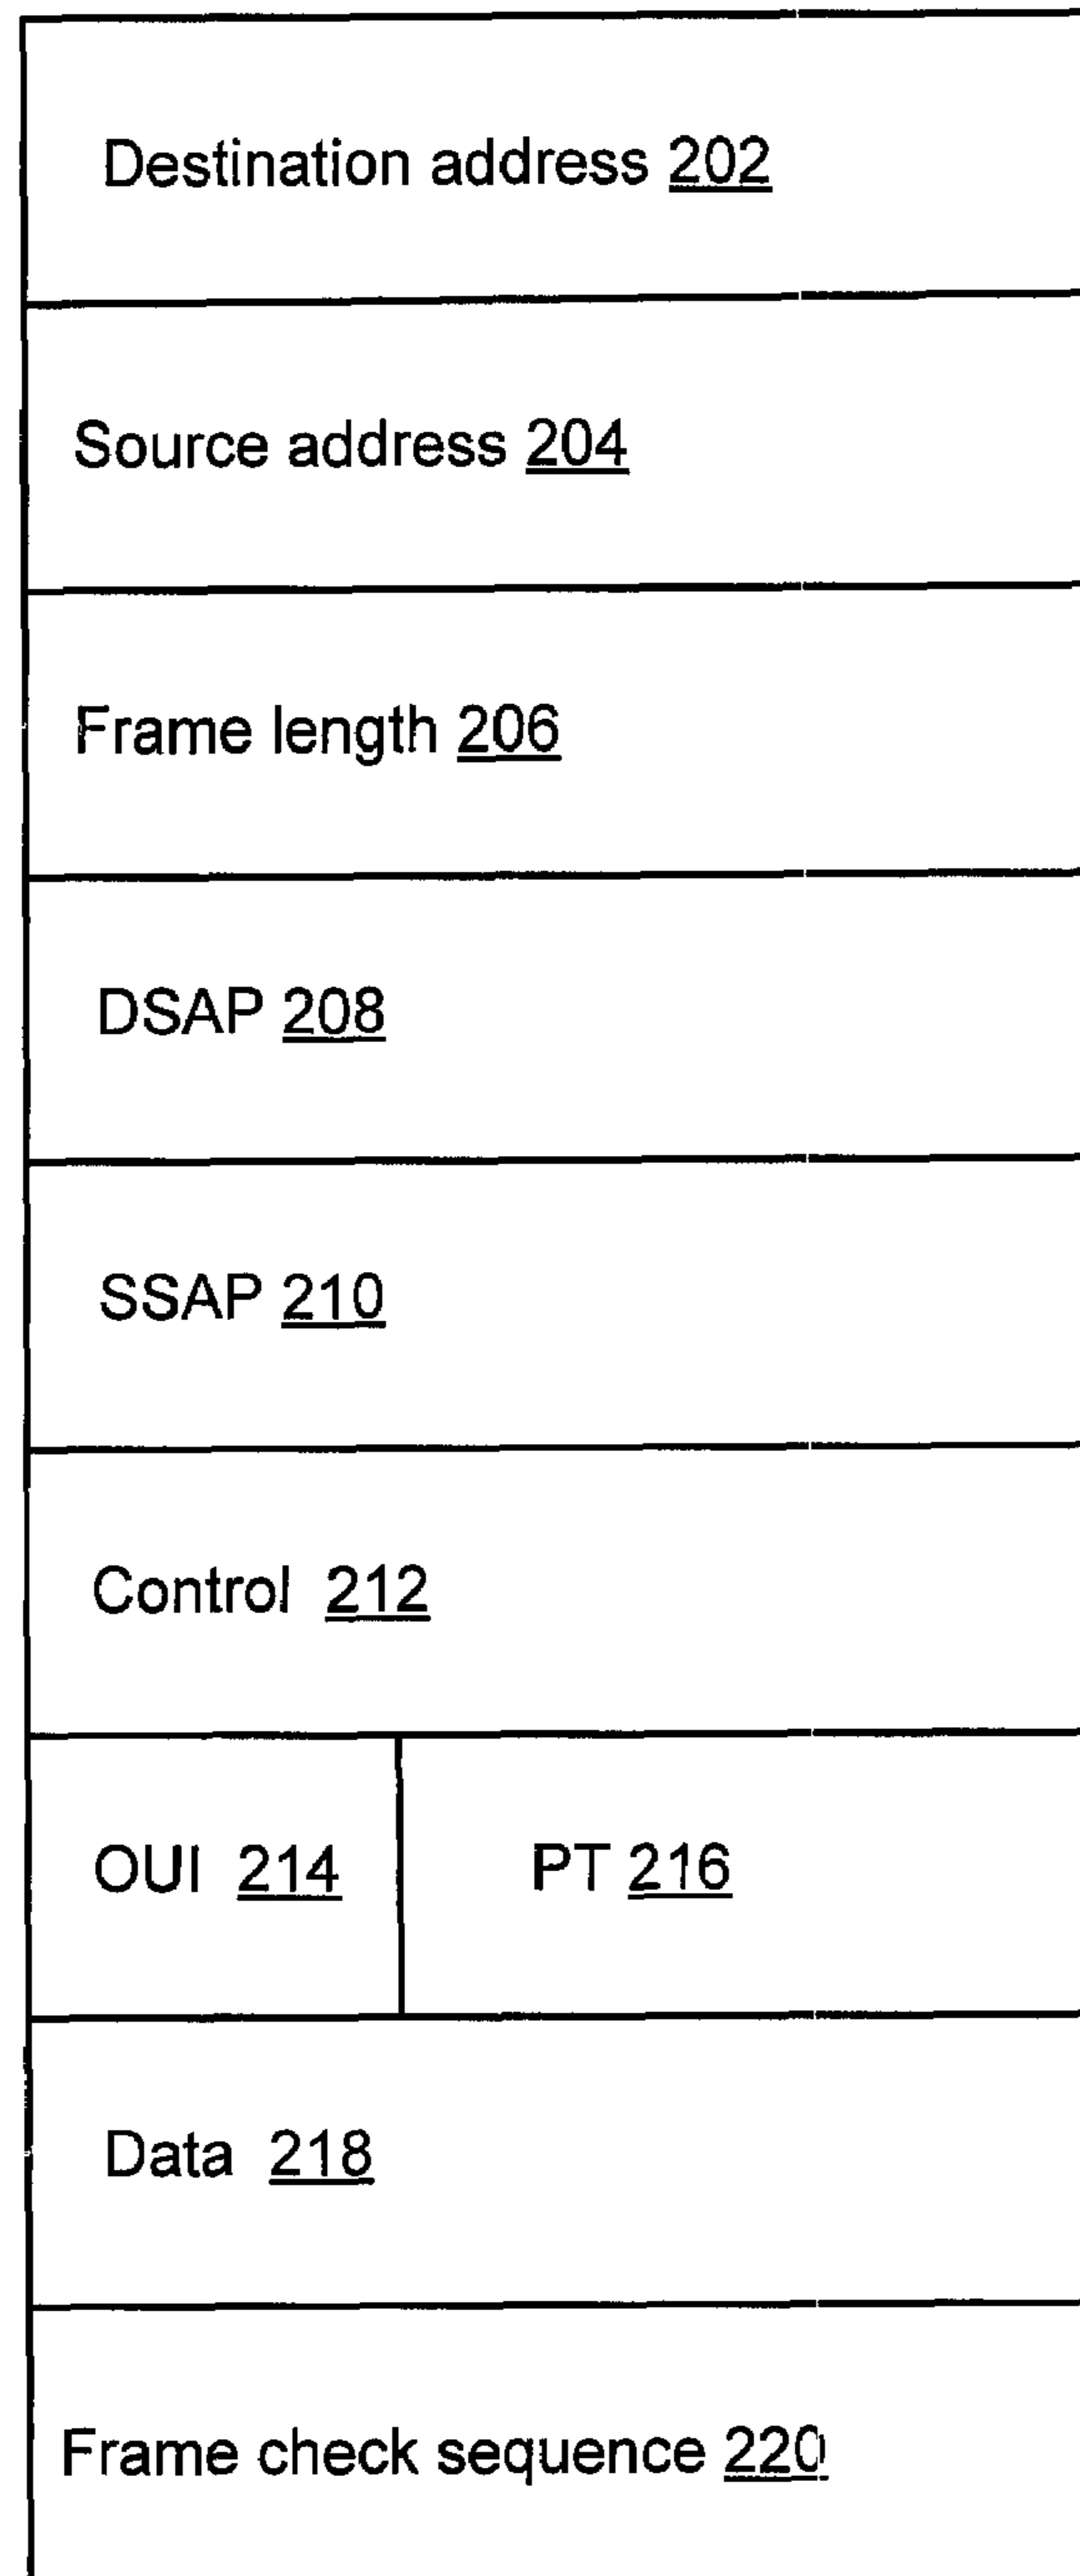 Destination address 202
Source address 204
Frame length 206
DSAP 208
SSAP 210
Control 212
OUI 214 PT 216
Data 218
Frame check sequence 220